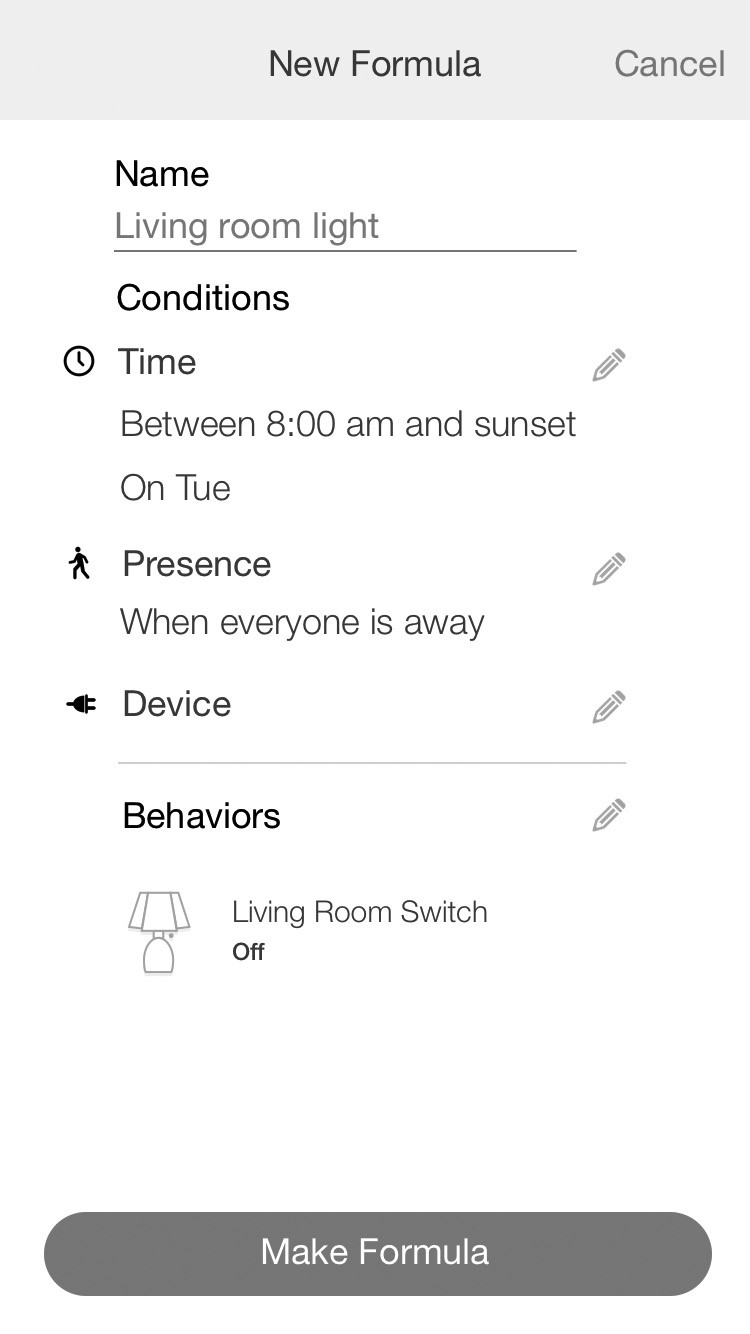 New Formula
Cancel
Name
Living room light
Conditions
Time
Between 8:00 am and sunset
On Tue
Presence
When everyone is away
Device
Behaviors
Living Room Switch
Off
Make Formula